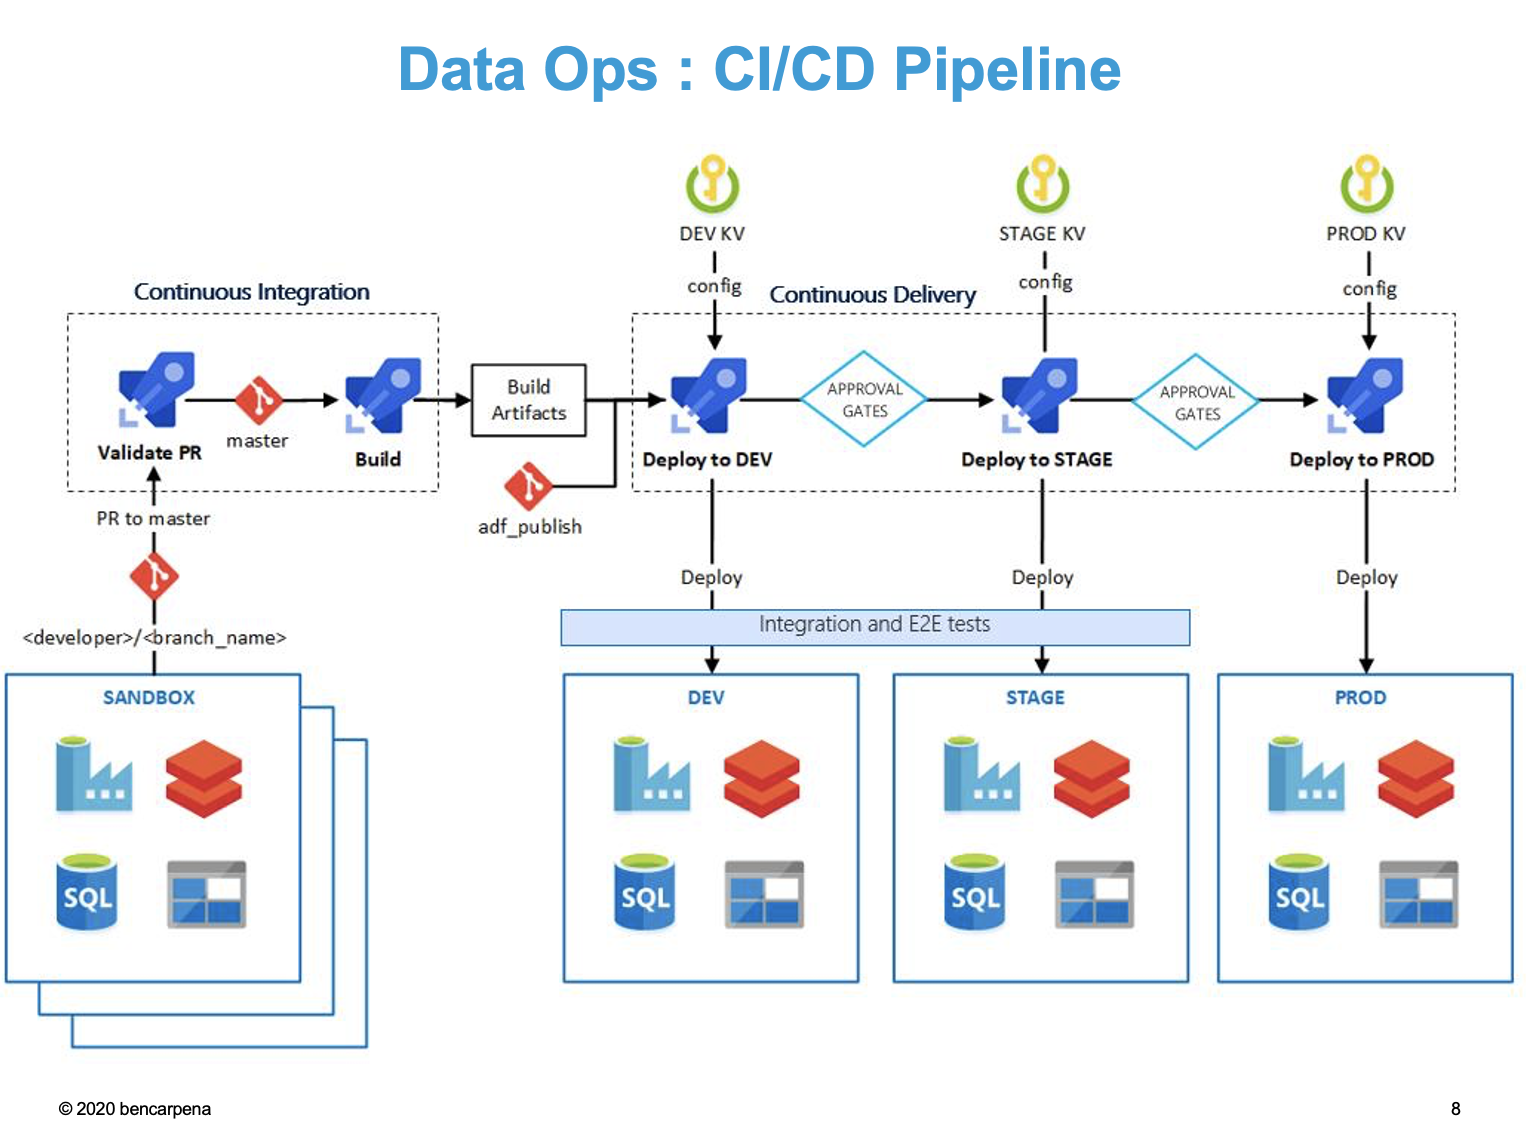 Data Ops : CI/CD Pipeline
DEV KV
STAGE KV
PROD KV
config
config
config
Continuous Integration
Continuous Delivery
Validate PR
master
Build
Build
Artifacts
adf_publish
Deploy to DEV
APPROVAL
GATES
Deploy to STAGE
APPROVAL
GATES
Deploy to PROD
PR to master
<developer>/<branch_name>
Deploy
Deploy
Deploy
Integration and E2E tests
SANDBOX
SQL
DEV
SQL
STAGE
SQL
PROD
SQL
© 2020 bencarpena
8